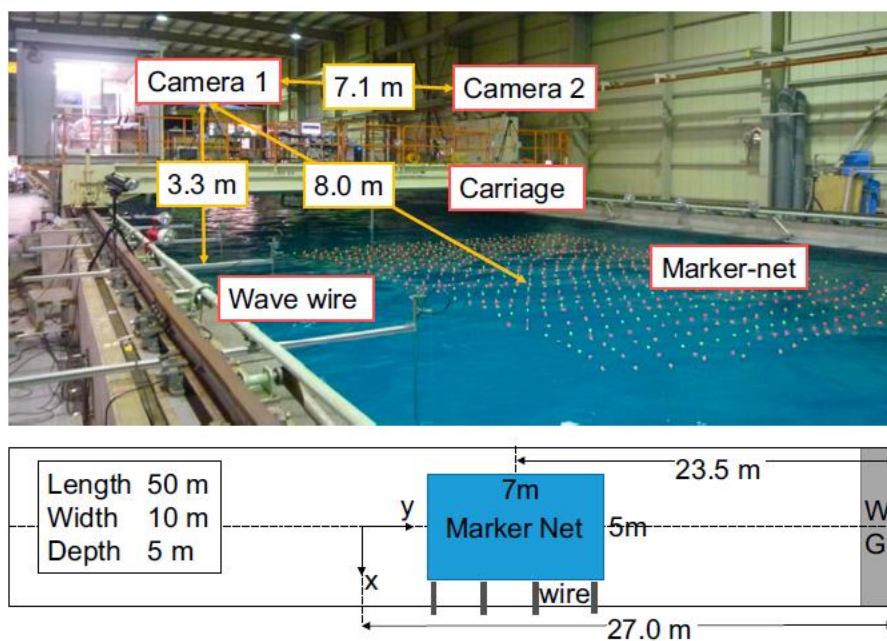 Camera 1
7.1 m
Camera 2
3.3 m
8.0 m
Carriage
Wave wire
Marker-net
Length 50 m
Width 10 m
Depth 5 m
23.5 m
7m
y
Marker Net
5m
W
G
x
wire
27.0 m